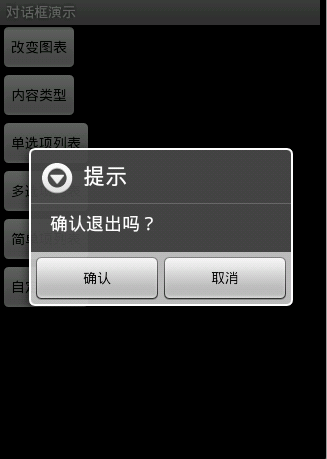 对话框演示
改变图表
内容类型
单选项列表
提示
确认退出吗？
确认
取消